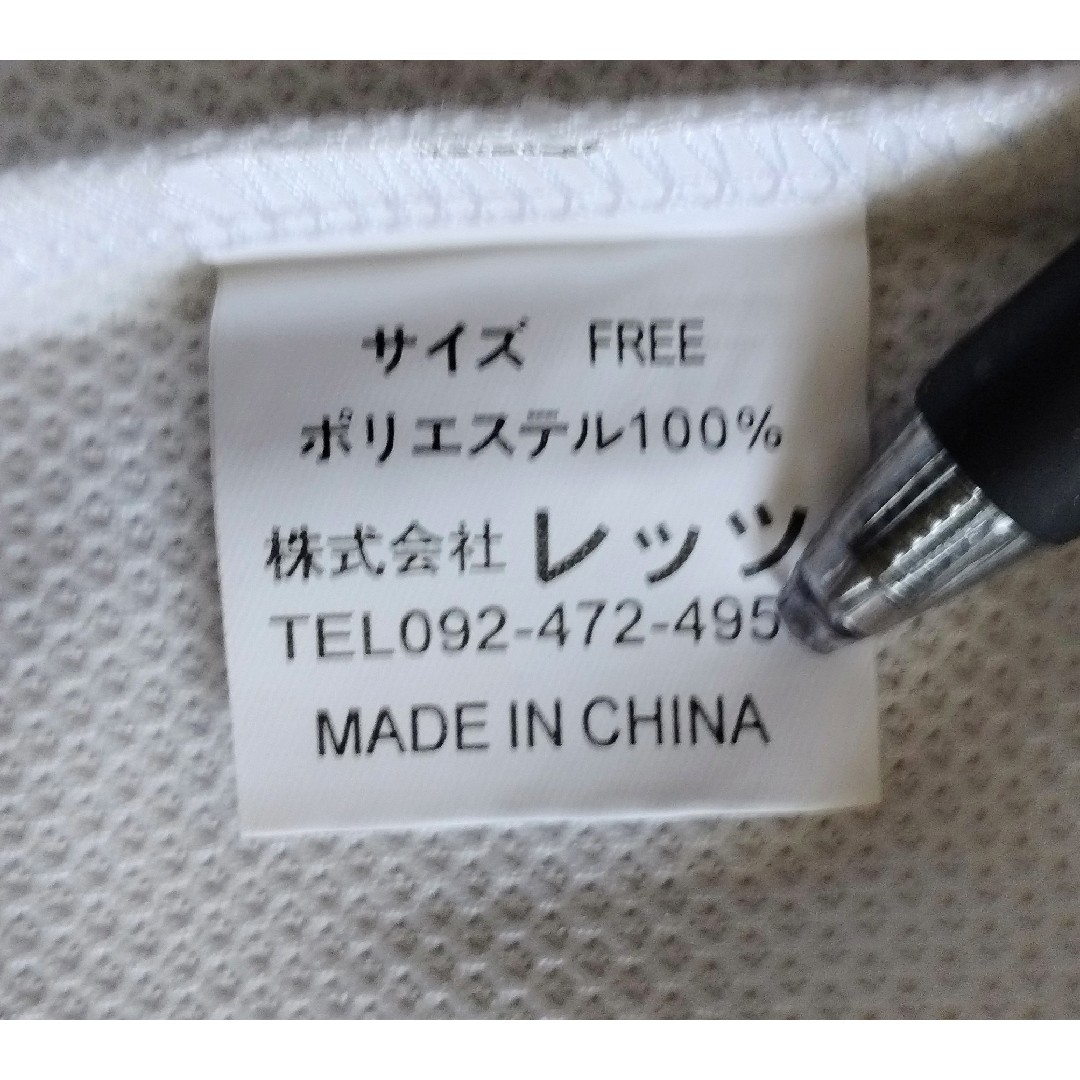 サイズ FREE
ポリエステル100%
株式会社 レッツ
TEL092-472-495
MADE IN CHINA